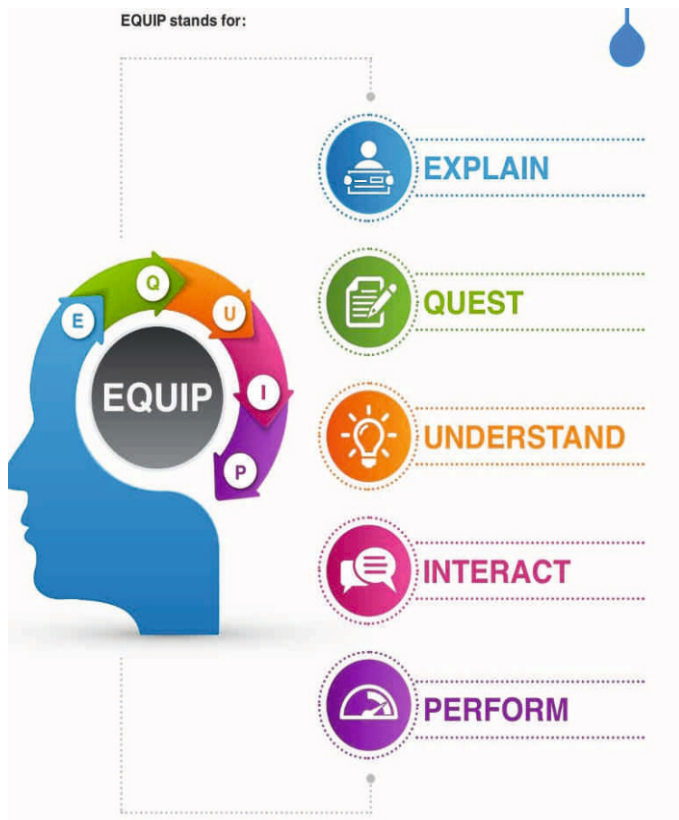 EQUIP stands for:
EXPLAIN
QUEST
UNDERSTAND
INTERACT
PERFORM
E
Q
U
I
P
EQUIP